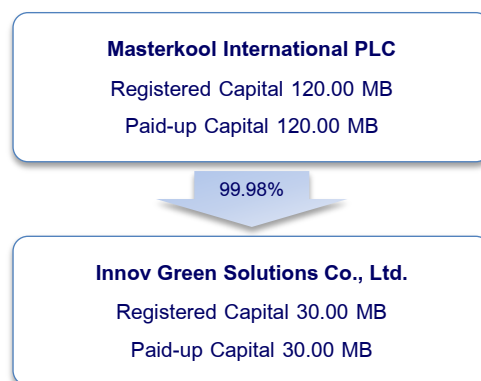 Masterkool International PLC
Registered Capital 120.00 MB
Paid-up Capital 120.00 MB
99.98%
Innov Green Solutions Co., Ltd.
Registered Capital 30.00 MB
Paid-up Capital 30.00 MB